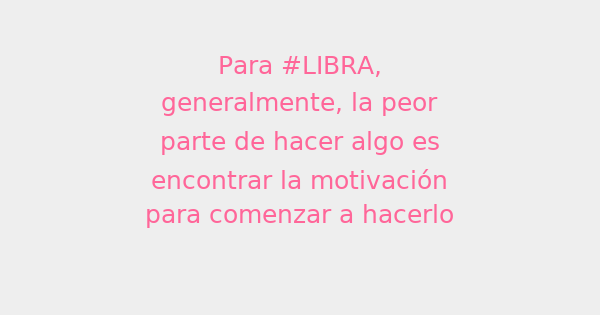 Para #LIBRA,
generalmente, la peor
parte de hacer algo es
encontrar la motivación
para comenzar a hacerlo